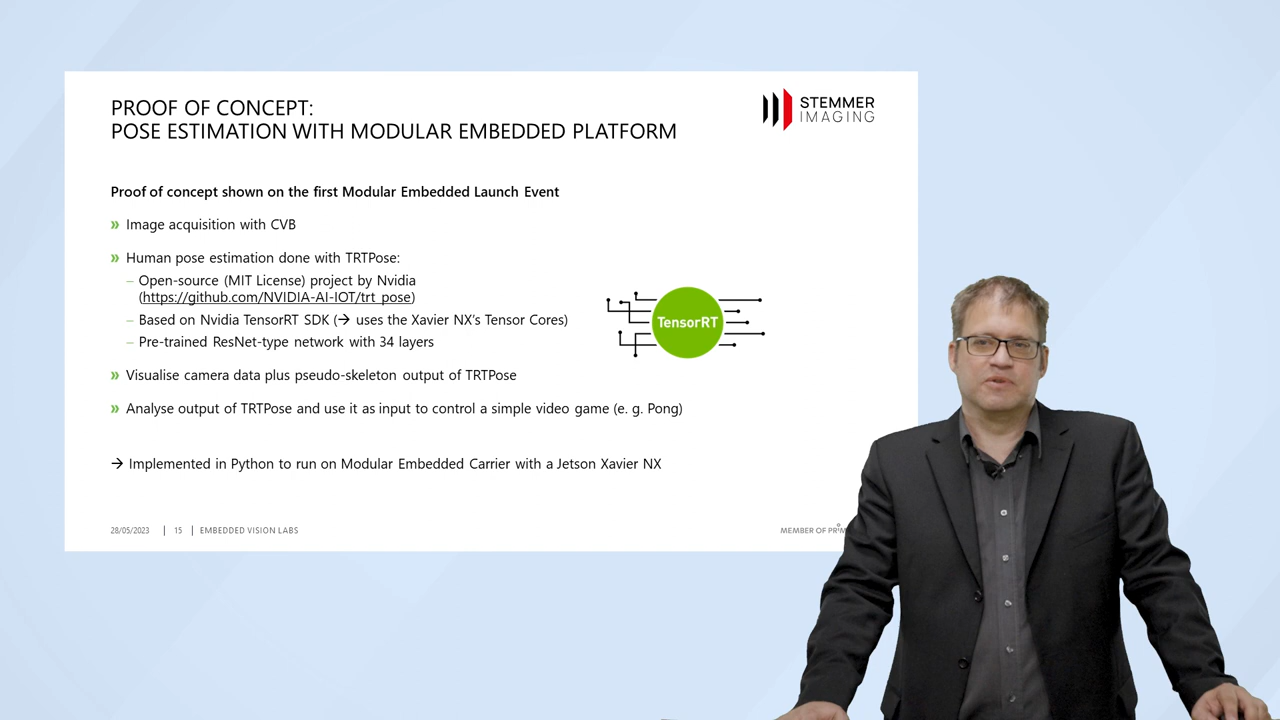 PROOF OF CONCEPT:
POSE ESTIMATION WITH MODULAR EMBEDDED PLATFORM
STEMMER
IMAGING
Proof of concept shown on the first Modular Embedded Launch Event
» Image acquisition with CVB
» Human pose estimation done with TRTPose:
– Open-source (MIT License) project by Nvidia
(https://github.com/NVIDIA-AI-IOT/trt_pose)
– Based on Nvidia TensorRT SDK (→ uses the Xavier NX's Tensor Cores)
– Pre-trained ResNet-type network with 34 layers
TensorRT
» Visualise camera data plus pseudo-skeleton output of TRTPose
» Analyse output of TRTPose and use it as input to control a simple video game (e. g. Pong)
→ Implemented in Python to run on Modular Embedded Carrier with a Jetson Xavier NX
28/05/2023 | 15 | EMBEDDED VISION LABS
MEMBER OF